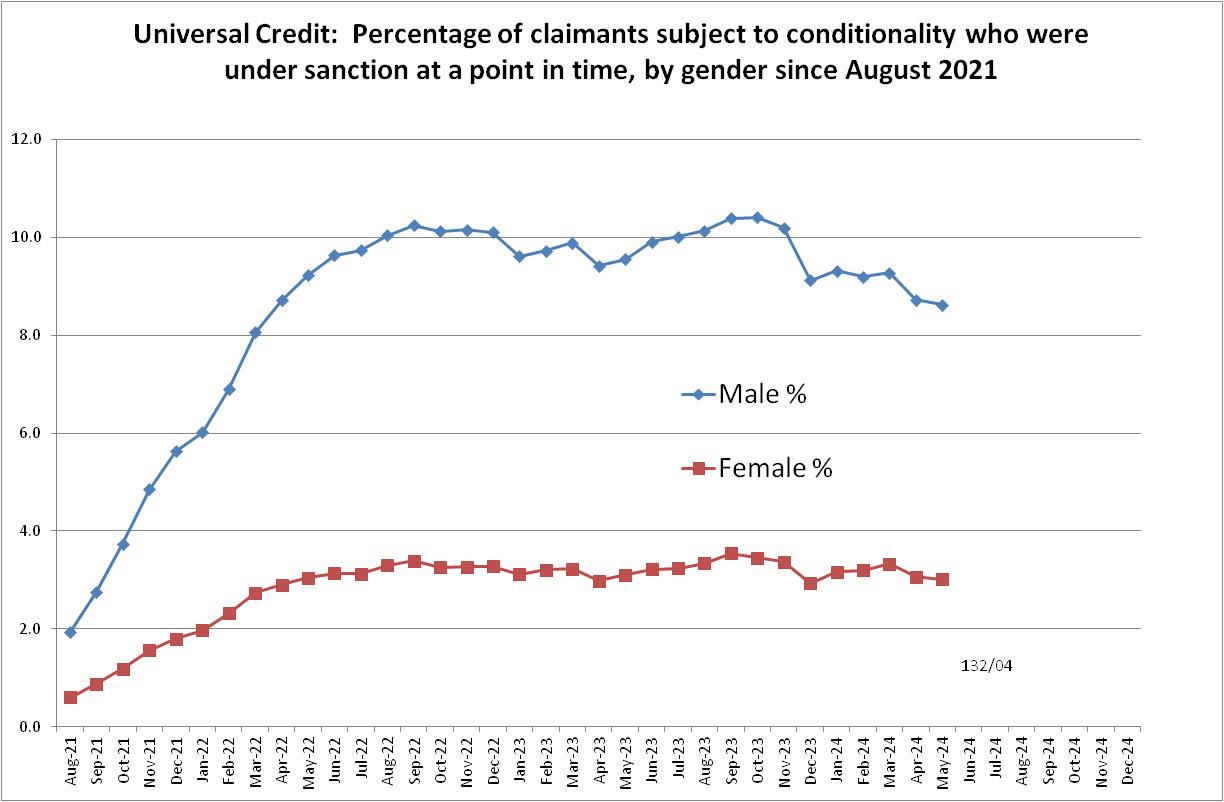 Universal Credit:  Percentage of claimants subject to conditionality who were
under sanction at a point in time, by gender since August 2021
12.0
10.0
8.0
6.0
4.0
2.0
0.0
Male %
Female %
132/04
Aug-21
Sep-21
Oct-21
Nov-21
Dec-21
Jan-22
Feb-22
Mar-22
Apr-22
May-22
Jun-22
Jul-22
Aug-22
Sep-22
Oct-22
Nov-22
Dec-22
Jan-23
Feb-23
Mar-23
Apr-23
May-23
Jun-23
Jul-23
Aug-23
Sep-23
Oct-23
Nov-23
Dec-23
Jan-24
Feb-24
Mar-24
Apr-24
May-24
Jun-24
Jul-24
Aug-24
Sep-24
Oct-24
Nov-24
Dec-24